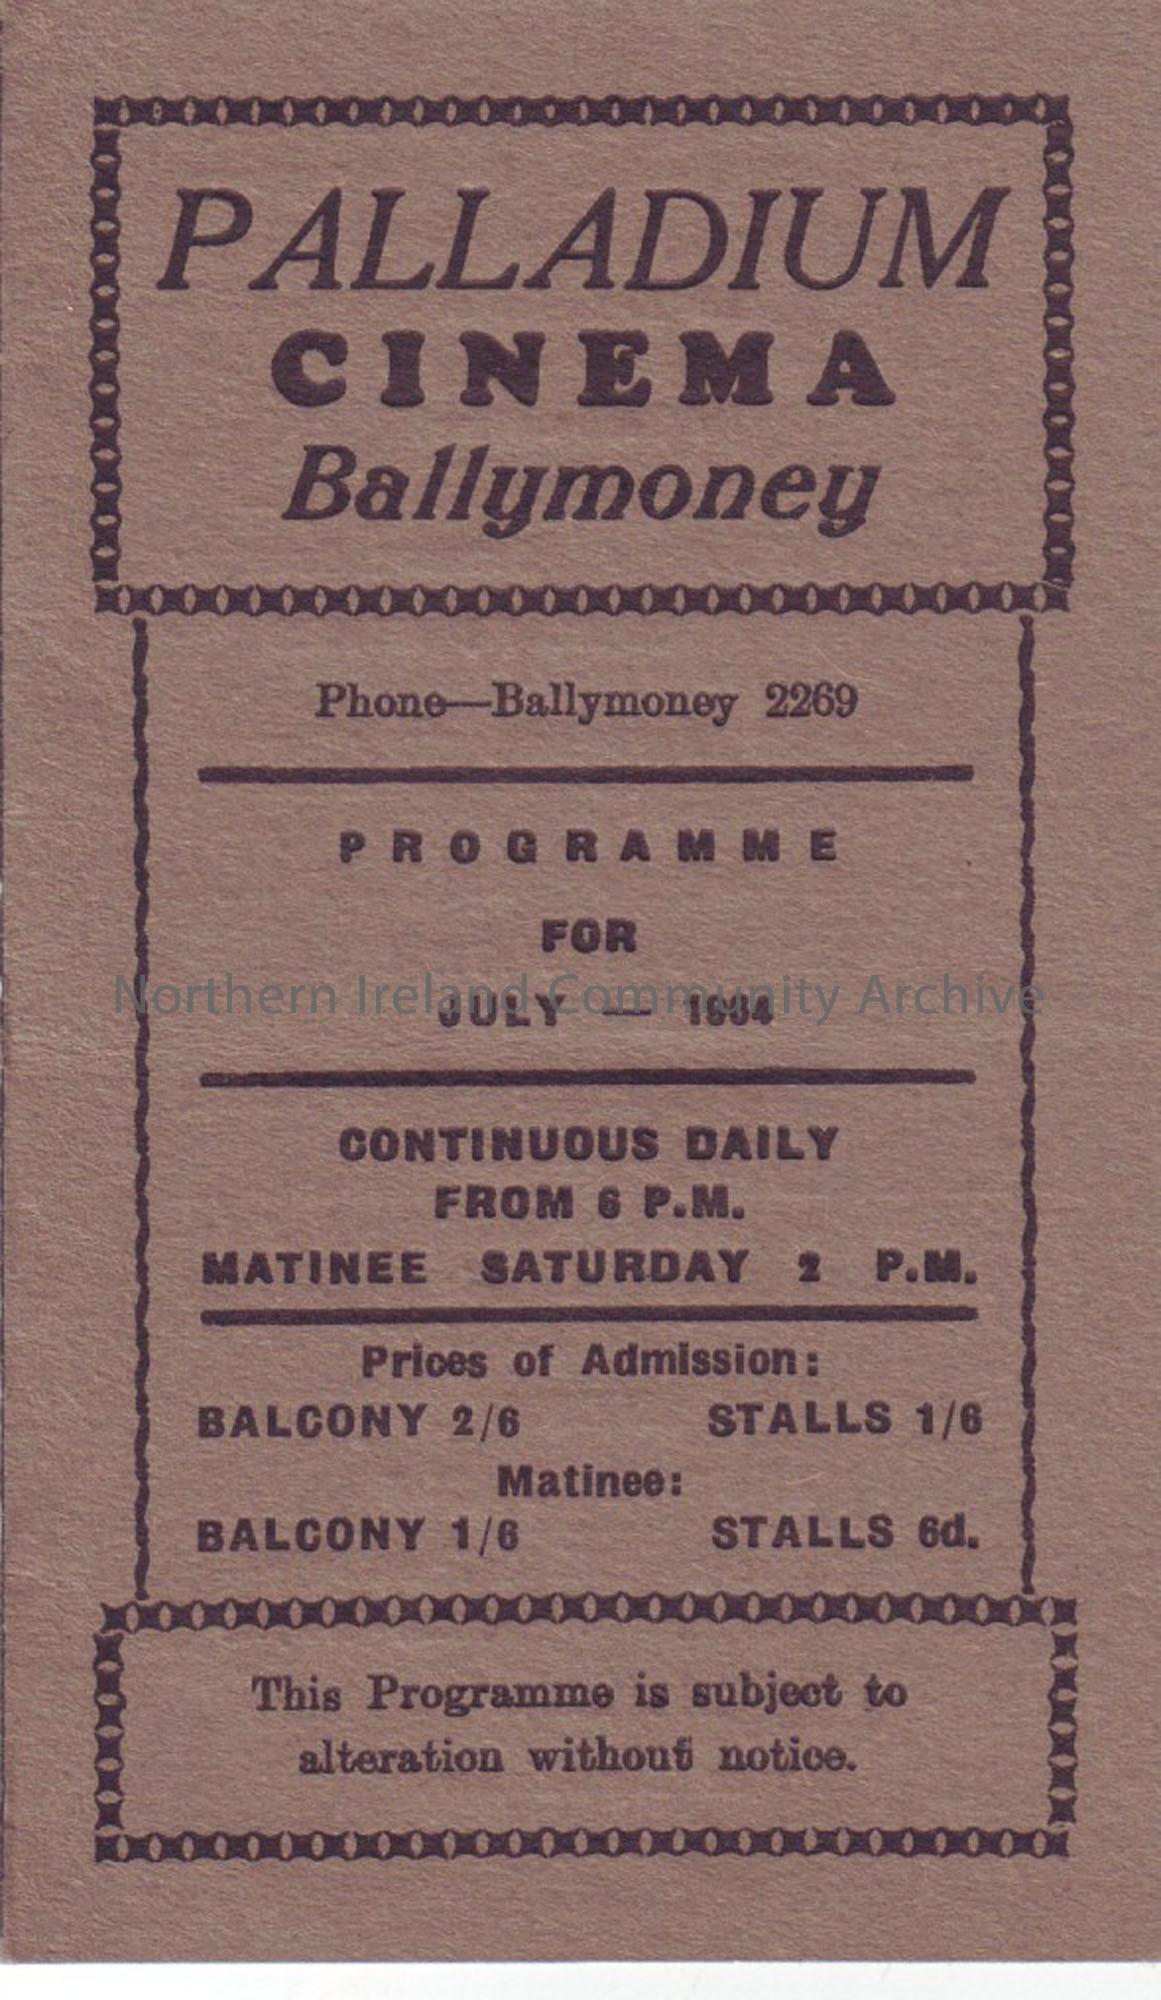 PALLADIUM
CINEMA
Ballymoney
Phone—Ballymoney 2269
PROGRAMME
FOR
Northern Ireland Community Archive
JULY — 1964
CONTINUOUS DAILY
FROM 6 P.M.
MATINEE SATURDAY 2 P.M.
Prices of Admission:
BALCONY 2/6 STALLS 1/6
Matinee:
BALCONY 1/6 STALLS 6d.
This Programme is subject to
alteration without notice.